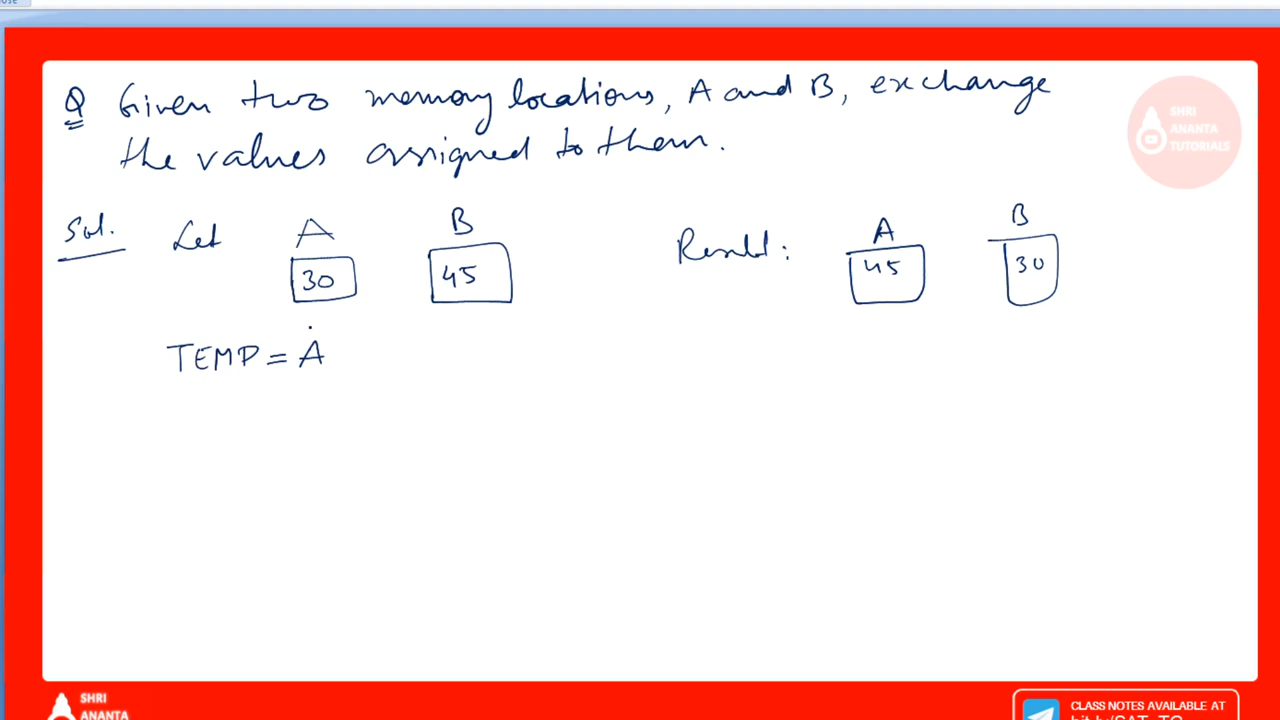 Q Given two memory locations, A and B, exchange
the values assigned to them.
SHRI
ANANTA
TUTORIALS
Sol. Let A B Result: A B
30 45 45 30
TEMP = A
SHRI
ANANTA
CLASS NOTES AVAILABLE AT